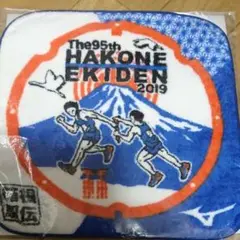 The 95th
HAKONE
EKIDEN
2019
箱根
駅伝